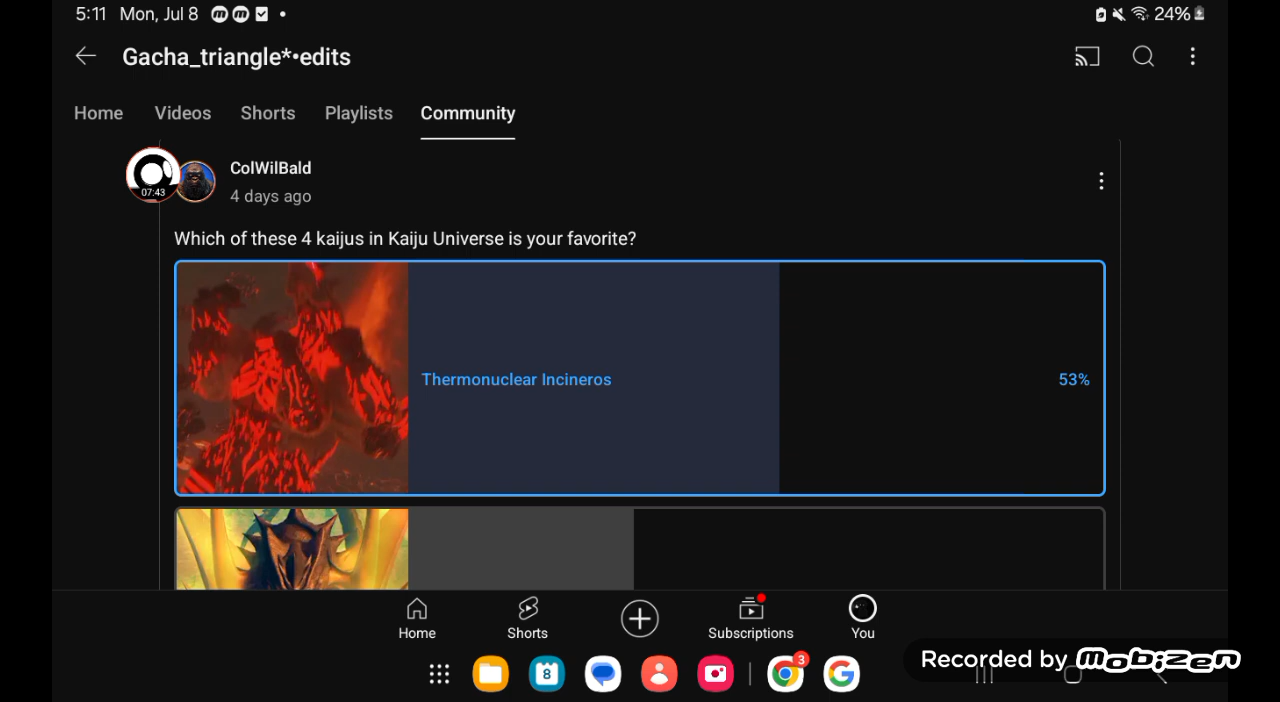 5:11 Mon, Jul 8
24%
Gacha_triangle*•edits
Home Videos Shorts Playlists Community
07:43
ColWilBald
4 days ago
Which of these 4 kaijus in Kaiju Universe is your favorite?
Thermonuclear Incineros 53%
Home Shorts Subscriptions You
8
3
Recorded by mobizen